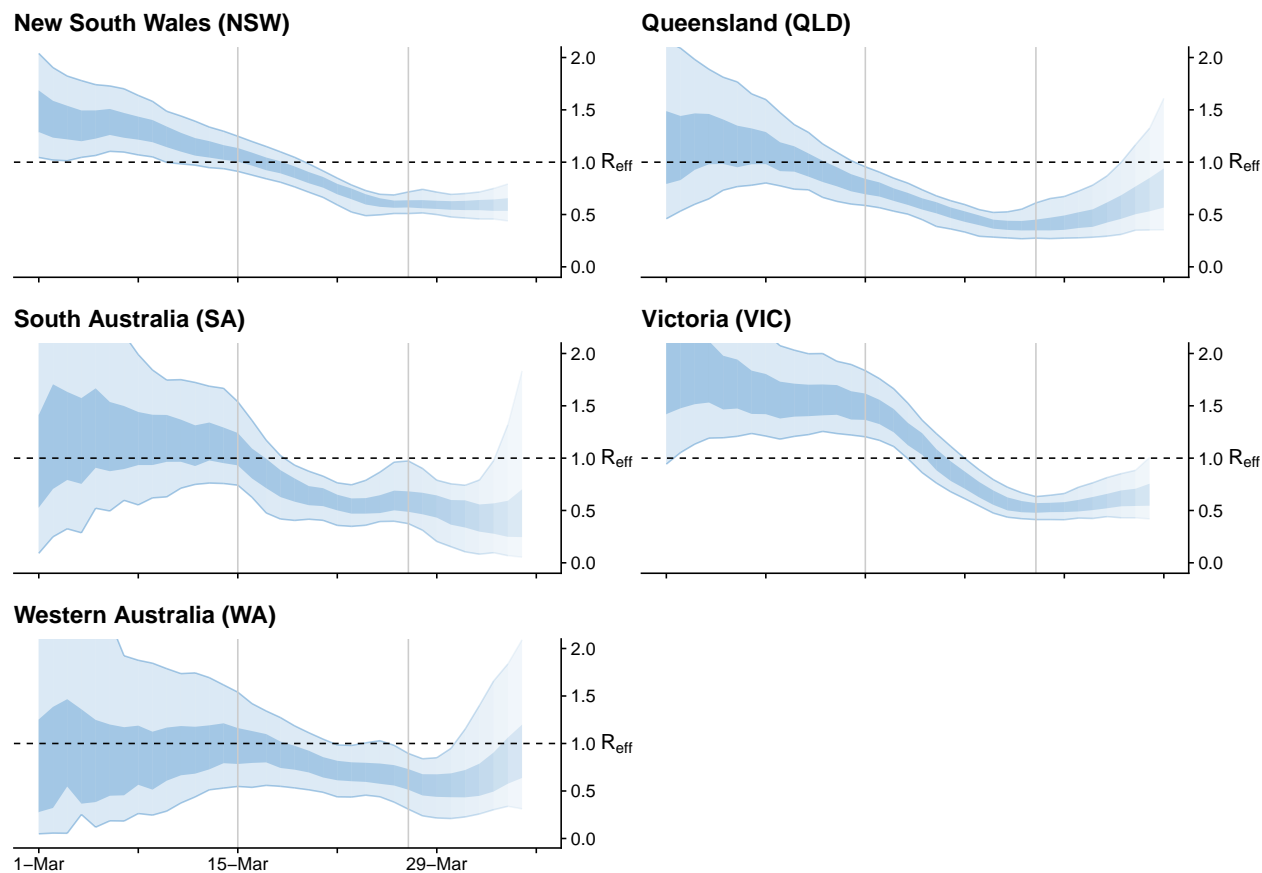 New South Wales (NSW)
2.0
1.5
1.0 Reff
0.5
0.0
Queensland (QLD)
2.0
1.5
1.0 Reff
0.5
0.0
South Australia (SA)
2.0
1.5
1.0 Reff
0.5
0.0
Victoria (VIC)
2.0
1.5
1.0 Reff
0.5
0.0
Western Australia (WA)
2.0
1.5
1.0 Reff
0.5
0.0
1–Mar 15–Mar 29–Mar